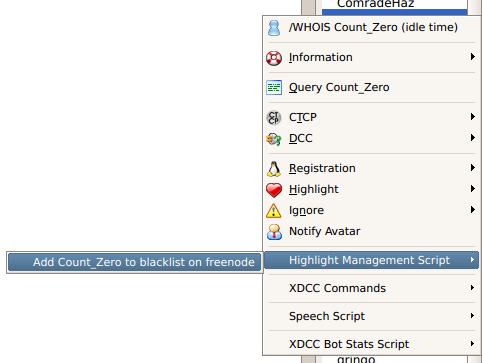 ComradeHaz
/WHOIS Count_Zero (idle time)
Information
Query Count_Zero
CTCP
DCC
Registration
Highlight
Ignore
Notify Avatar
Highlight Management Script
Add Count_Zero to blacklist on freenode
XDCC Commands
Speech Script
XDCC Bot Stats Script
gringo